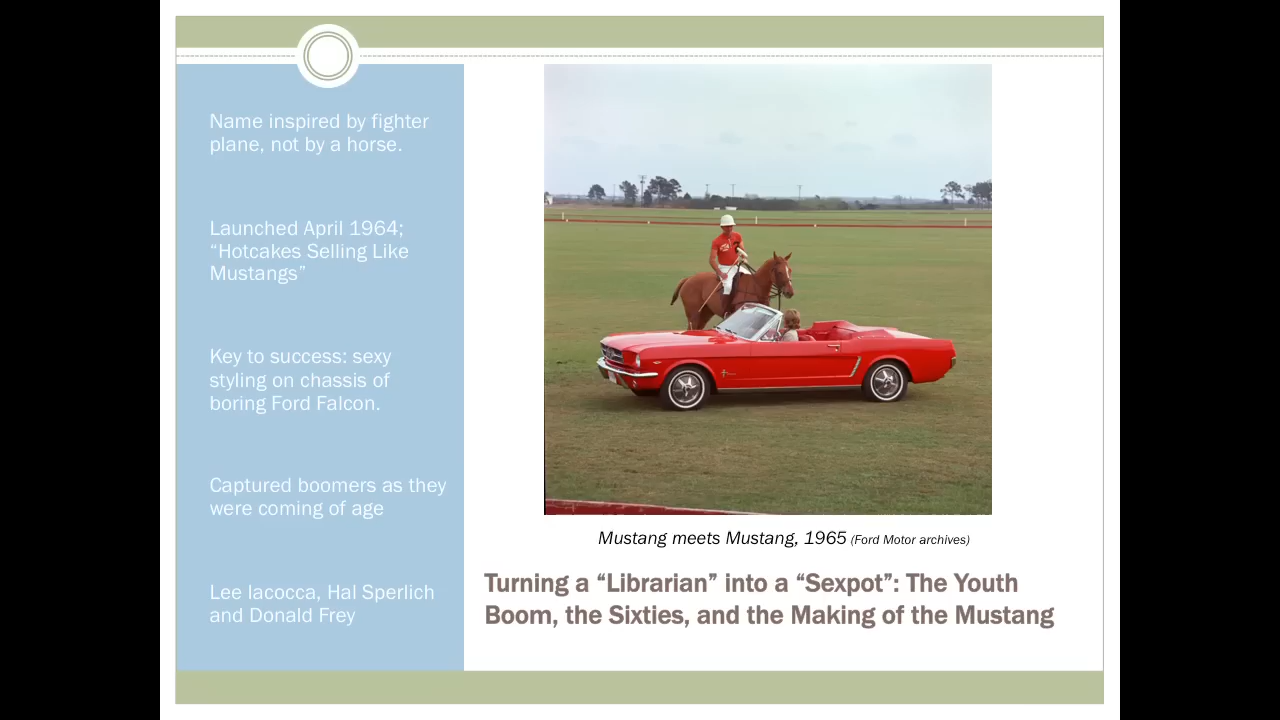 Name inspired by fighter
plane, not by a horse.
Launched April 1964;
“Hotcakes Selling Like
Mustangs”
Key to success: sexy
styling on chassis of
boring Ford Falcon.
Captured boomers as they
were coming of age
Lee Iacocca, Hal Sperlich
and Donald Frey
Mustang meets Mustang, 1965 (Ford Motor archives)
Turning a “Librarian” into a “Sexpot”: The Youth
Boom, the Sixties, and the Making of the Mustang